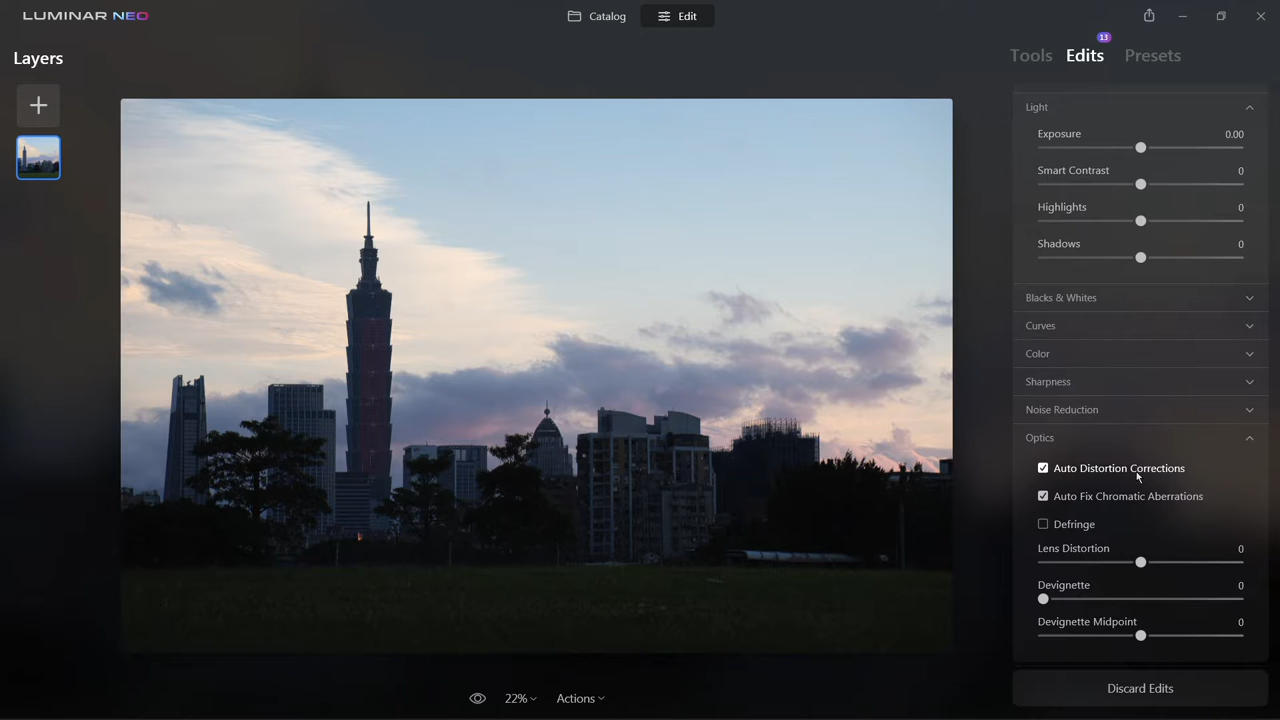 LUMINAR NEO
Catalog
Edit
Layers
Tools
Edits
13
Presets
Light
Exposure 0.00
Smart Contrast 0
Highlights 0
Shadows 0
Blacks & Whites
Curves
Color
Sharpness
Noise Reduction
Optics
Auto Distortion Corrections
Auto Fix Chromatic Aberrations
Defringe
Lens Distortion 0
Devignette 0
Devignette Midpoint 0
22%
Actions
Discard Edits